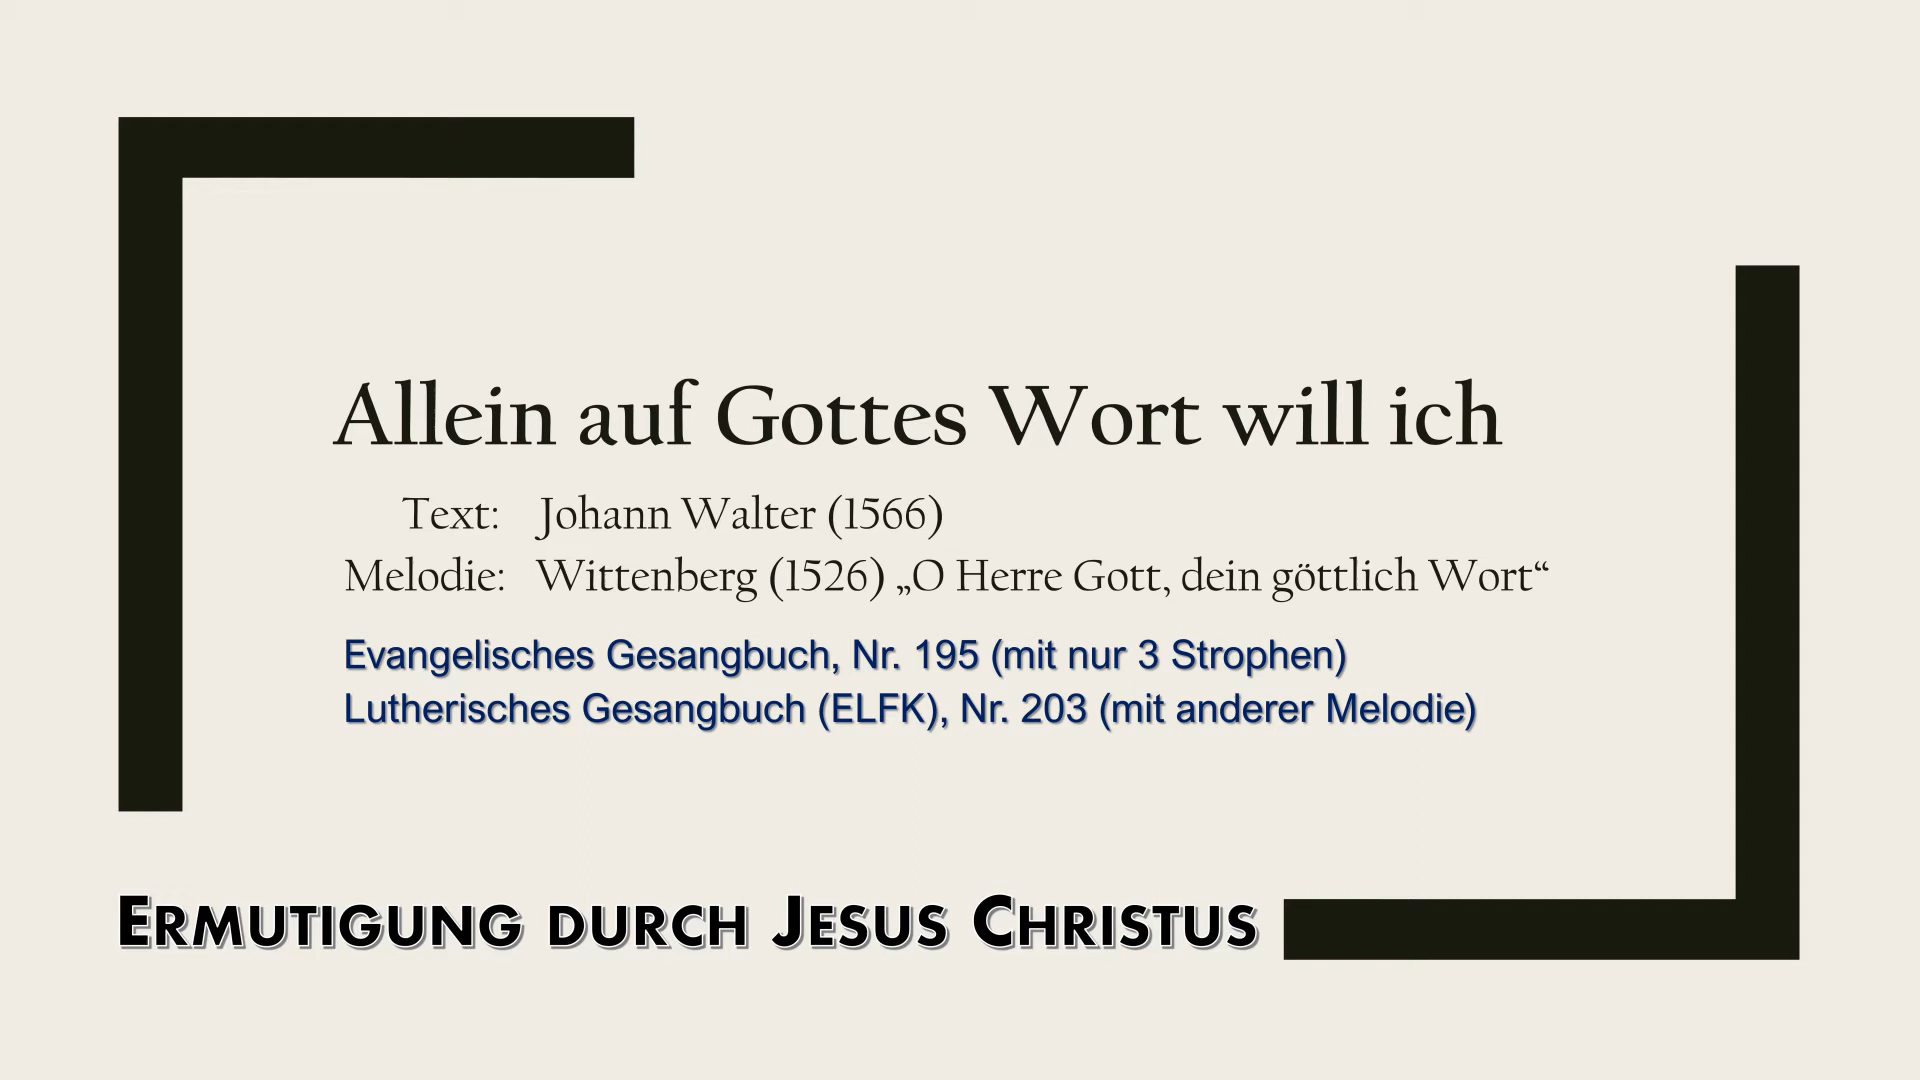 Allein auf Gottes Wort will ich
Text: Johann Walter (1566)
Melodie: Wittenberg (1526) „O Herre Gott, dein göttlich Wort“
Evangelisches Gesangbuch, Nr. 195 (mit nur 3 Strophen)
Lutherisches Gesangbuch (ELFK), Nr. 203 (mit anderer Melodie)
Ermutigung durch Jesus Christus